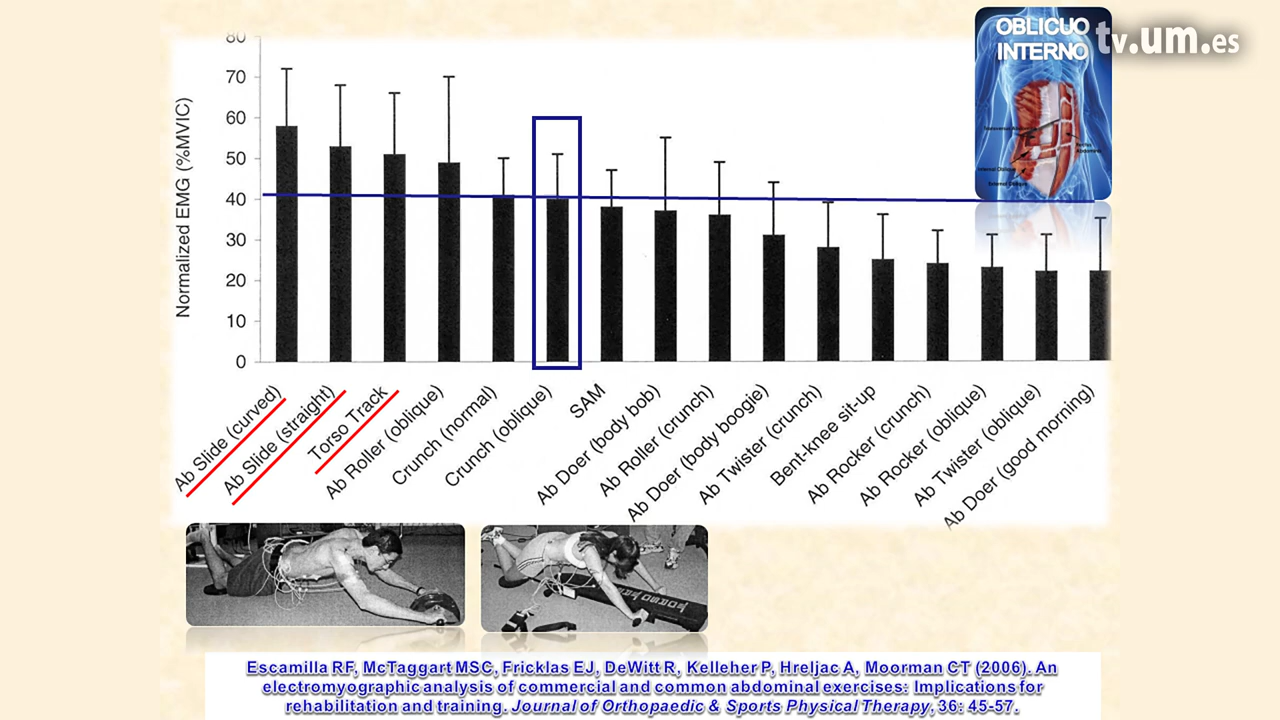 OBLICUO
INTERNO
tv.um.es
Normalized EMG (%MVIC)
80
70
60
50
40
30
20
10
0
Ab Slide (curved)
Ab Slide (straight)
Torso Track
Ab Roller (oblique)
Crunch (normal)
Crunch (oblique)
SAM
Ab Doer (body bob)
Ab Roller (crunch)
Ab Doer (body boogie)
Ab Twister (crunch)
Bent-knee sit-up
Ab Rocker (crunch)
Ab Rocker (oblique)
Ab Twister (oblique)
Ab Doer (good morning)
Escamilla RF, McTaggart MSC, Fricklas EJ, DeWitt R, Kelleher P, Hreljac A, Moorman CT (2006). An
electromyographic analysis of commercial and common abdominal exercises: Implications for
rehabilitation and training. Journal of Orthopaedic & Sports Physical Therapy, 36: 45-57.